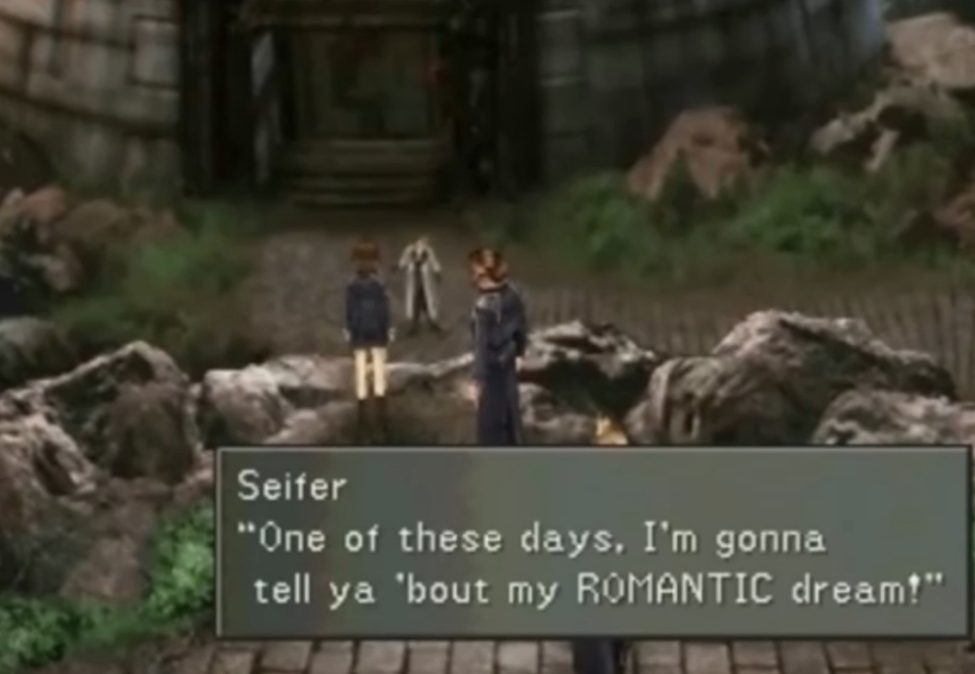 Seifer
“One of these days, I'm gonna
tell ya 'bout my ROMANTIC dream!”